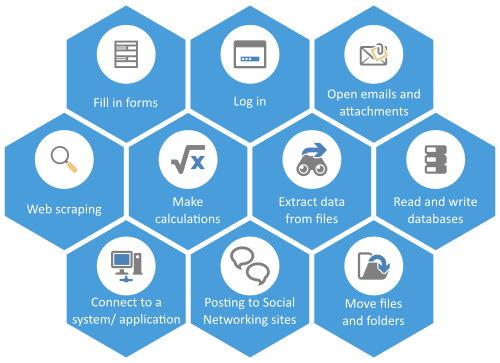 Fill in forms
Log in
Open emails and
attachments
Web scraping
Make
calculations
Extract data
from files
Read and write
databases
Connect to a
system/ application
Posting to Social
Networking sites
Move files
and folders